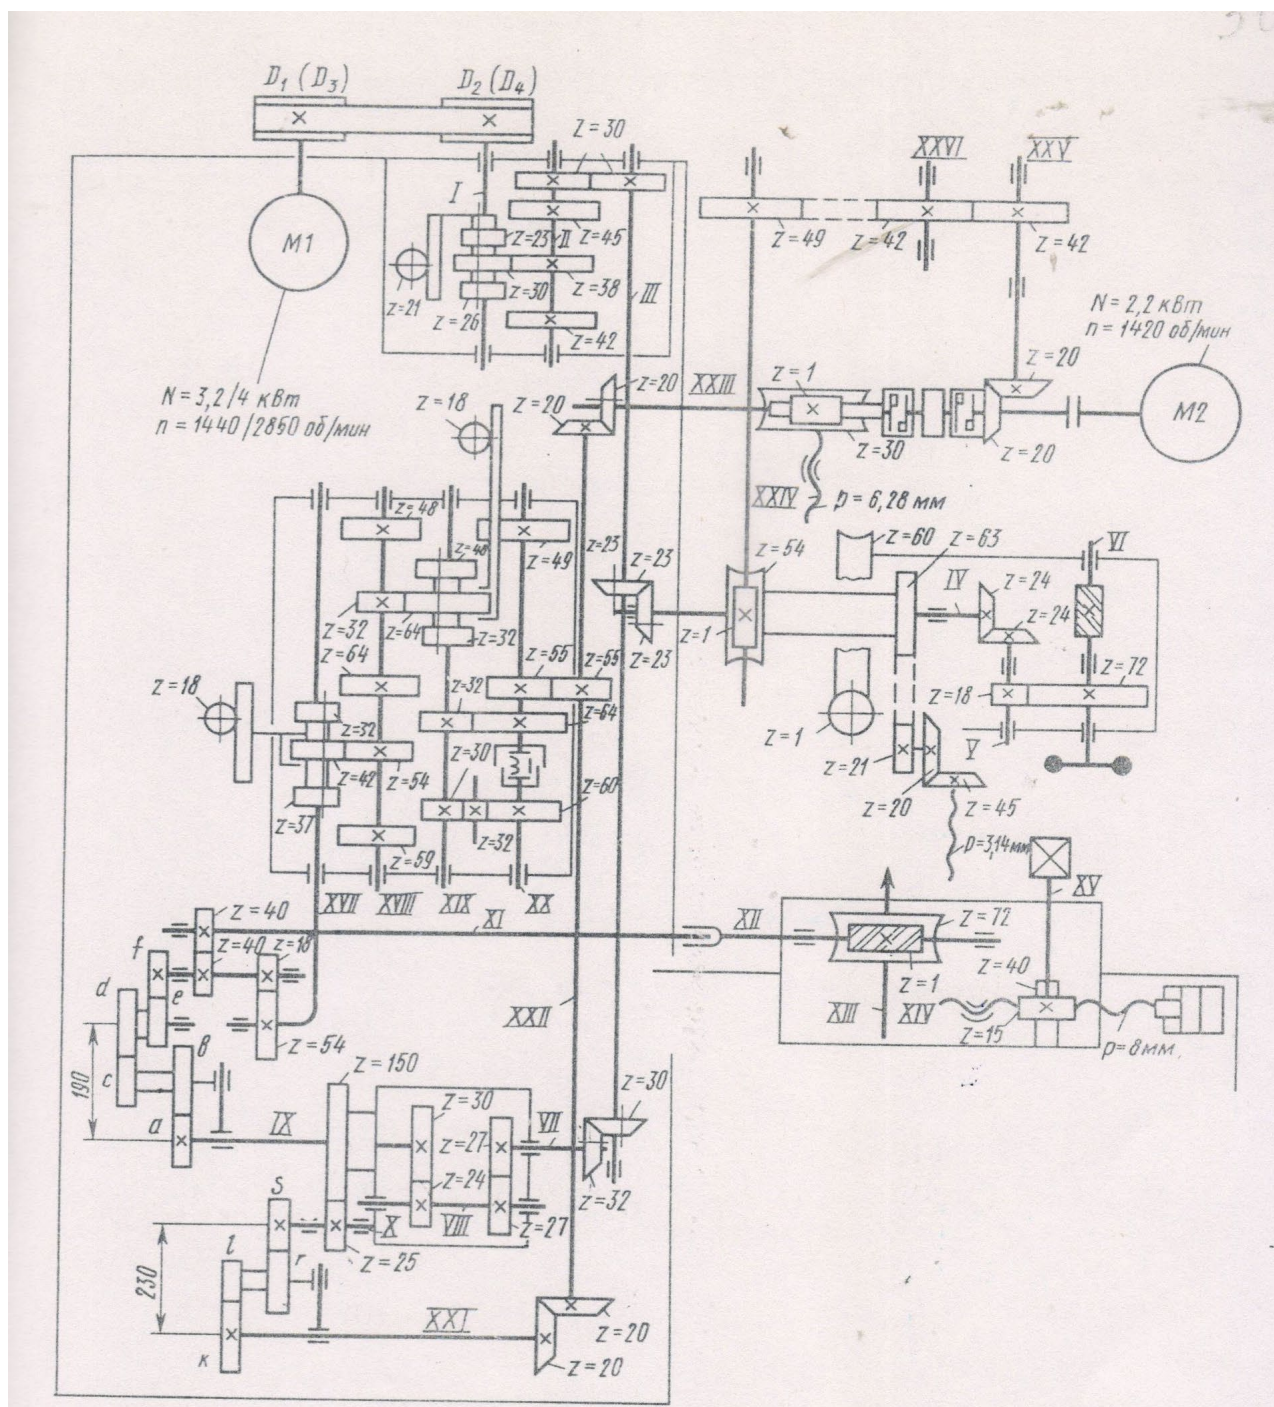 D₁ (D₃)
D₂ (D₄)
z=30
XXVI
XXV
I
M1
z=23
II
z=45
z=49
z=42
z=42
z=21
z=30
z=38
III
z=26
z=42
N=2,2 кВт
n=1420 об/мин
N=3,2/4 кВт
n=1440/2850 об/мин
z=18
z=20
z=20
XXIII
z=1
z=20
M2
z=30
z=20
XXIV
p=6,28 мм
z=48
z=49
z=23
z=23
z=54
z=60
z=63
VI
z=48
IV
z=24
z=32
z=64
z=32
z=1
z=23
z=24
z=64
z=55
z=55
z=18
z=72
z=18
z=32
z=32
z=64
z=1
V
z=42
z=54
z=30
z=21
z=37
z=60
z=20
z=45
z=59
z=32
p=3,14 мм
XVII
XVIII
XIX
XX
XV
z=40
XI
XII
z=72
z=40
z=18
f
e
d
z=1
z=40
XXII
XIII
XIV
z=15
z=54
p=8мм.
190
в
c
z=150
z=30
z=30
а
IX
VII
z=27
z=24
z=32
S
X
VIII
z=27
l
r
z=25
230
XXI
z=20
z=20
к